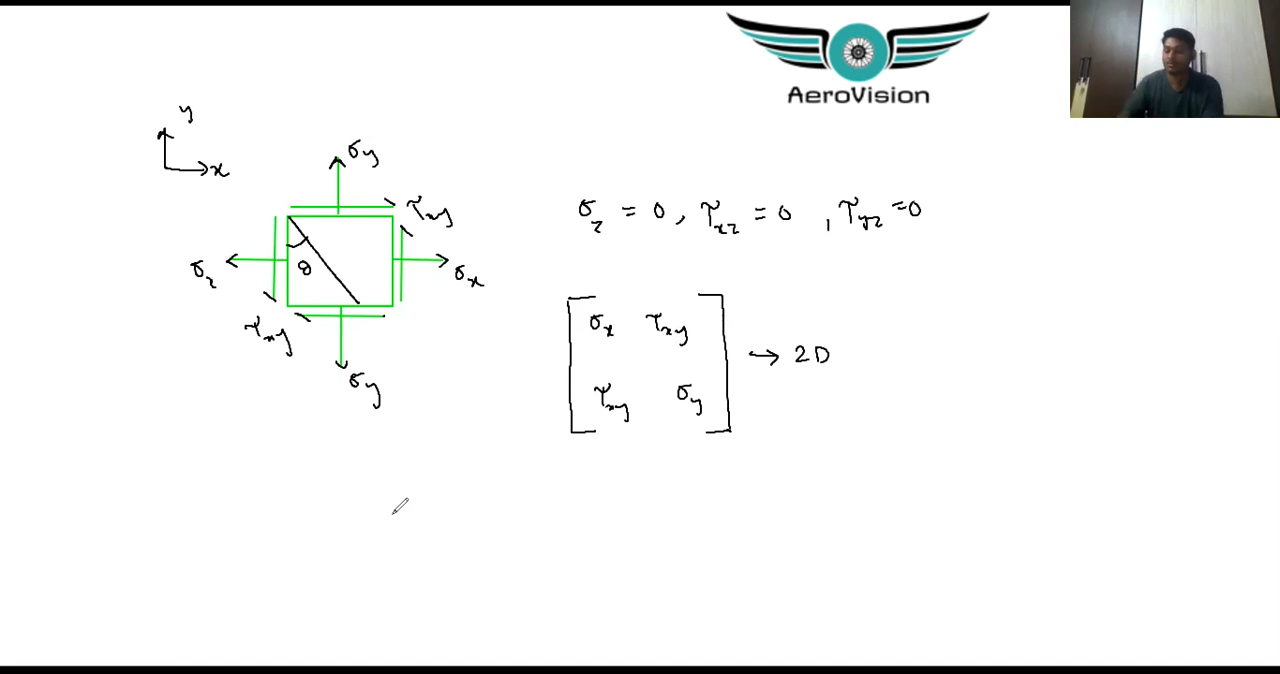 AeroVision
y
x
σy
τxy
σx
σx
θ
τxy
σy
σz = 0, τxz = 0, τyz = 0
σx τxy
→ 2D
τxy σy